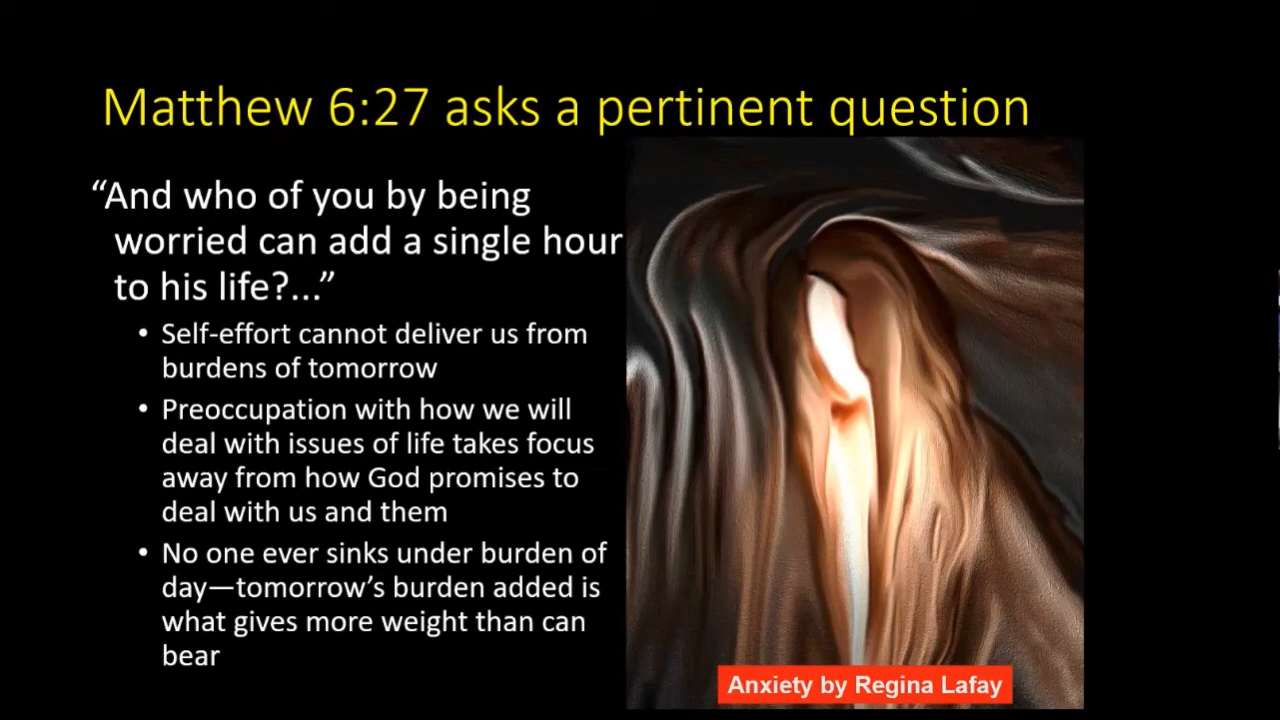 Matthew 6:27 asks a pertinent question
“And who of you by being
worried can add a single hour
to his life?...”
• Self-effort cannot deliver us from
burdens of tomorrow
• Preoccupation with how we will
deal with issues of life takes focus
away from how God promises to
deal with us and them
• No one ever sinks under burden of
day—tomorrow’s burden added is
what gives more weight than can
bear
Anxiety by Regina Lafay